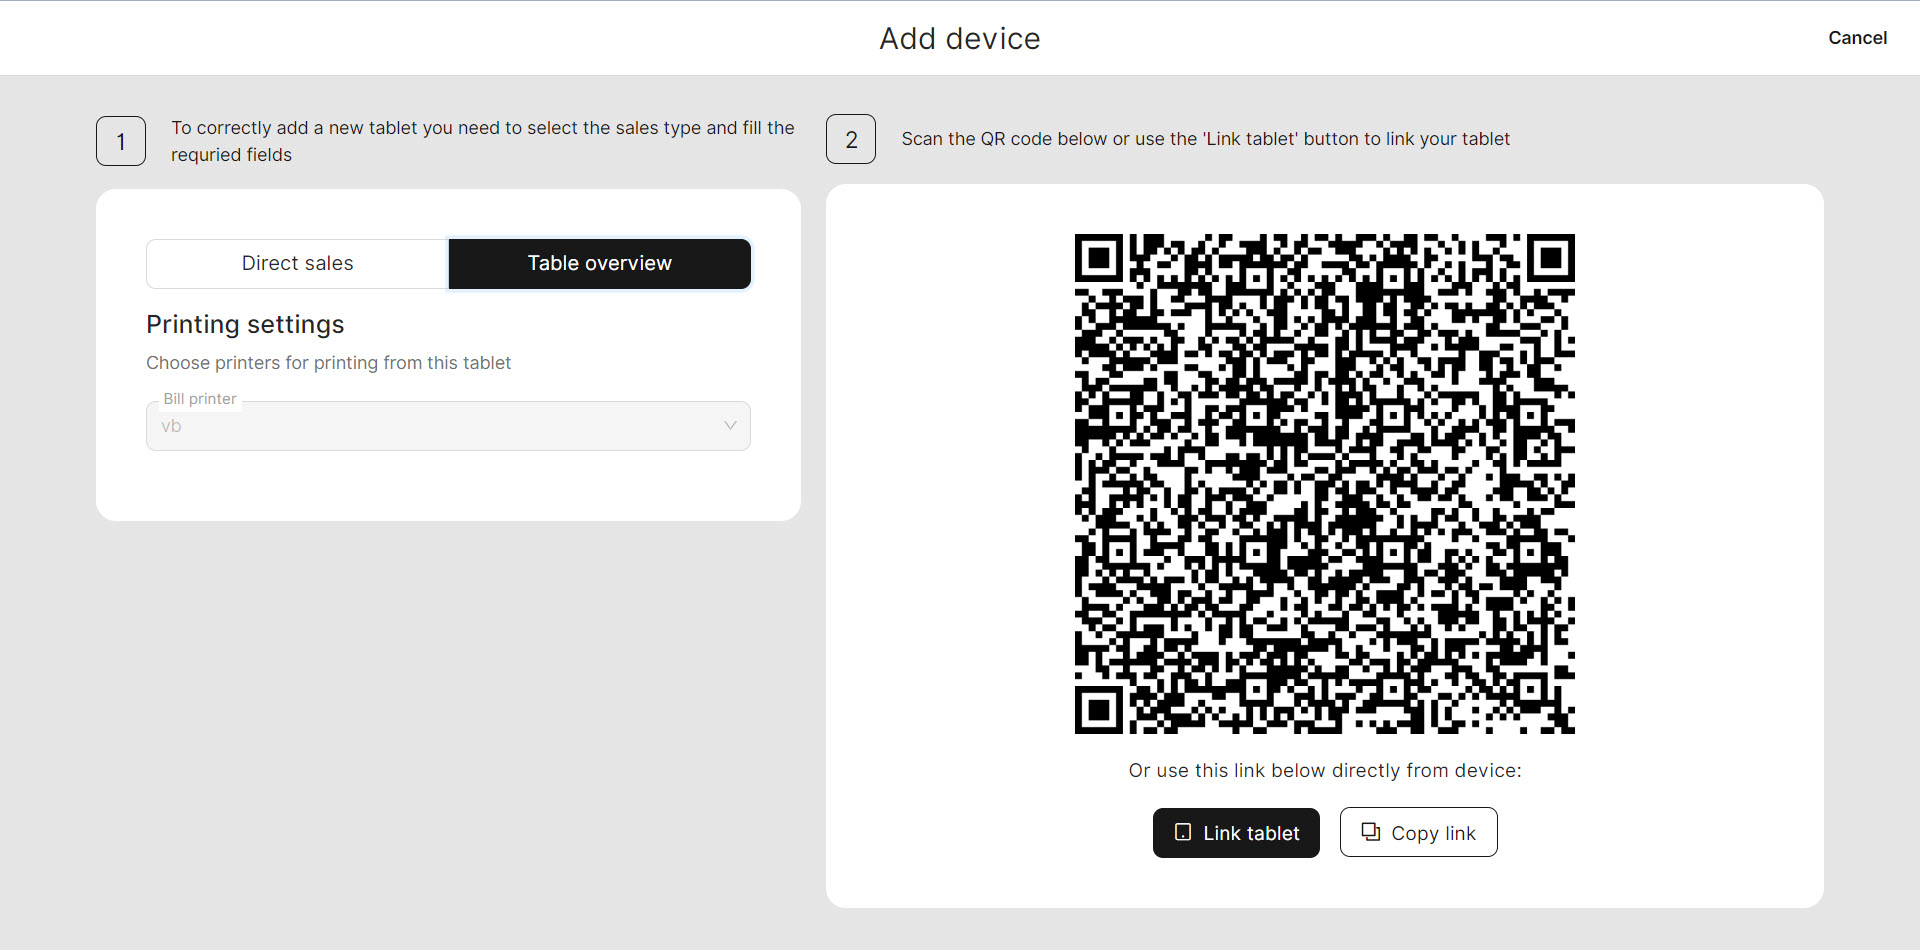 Add device
Cancel
1
To correctly add a new tablet you need to select the sales type and fill the
requried fields
Direct sales
Table overview
Printing settings
Choose printers for printing from this tablet
Bill printer
vb
2
Scan the QR code below or use the 'Link tablet' button to link your tablet
Or use this link below directly from device:
Link tablet
Copy link